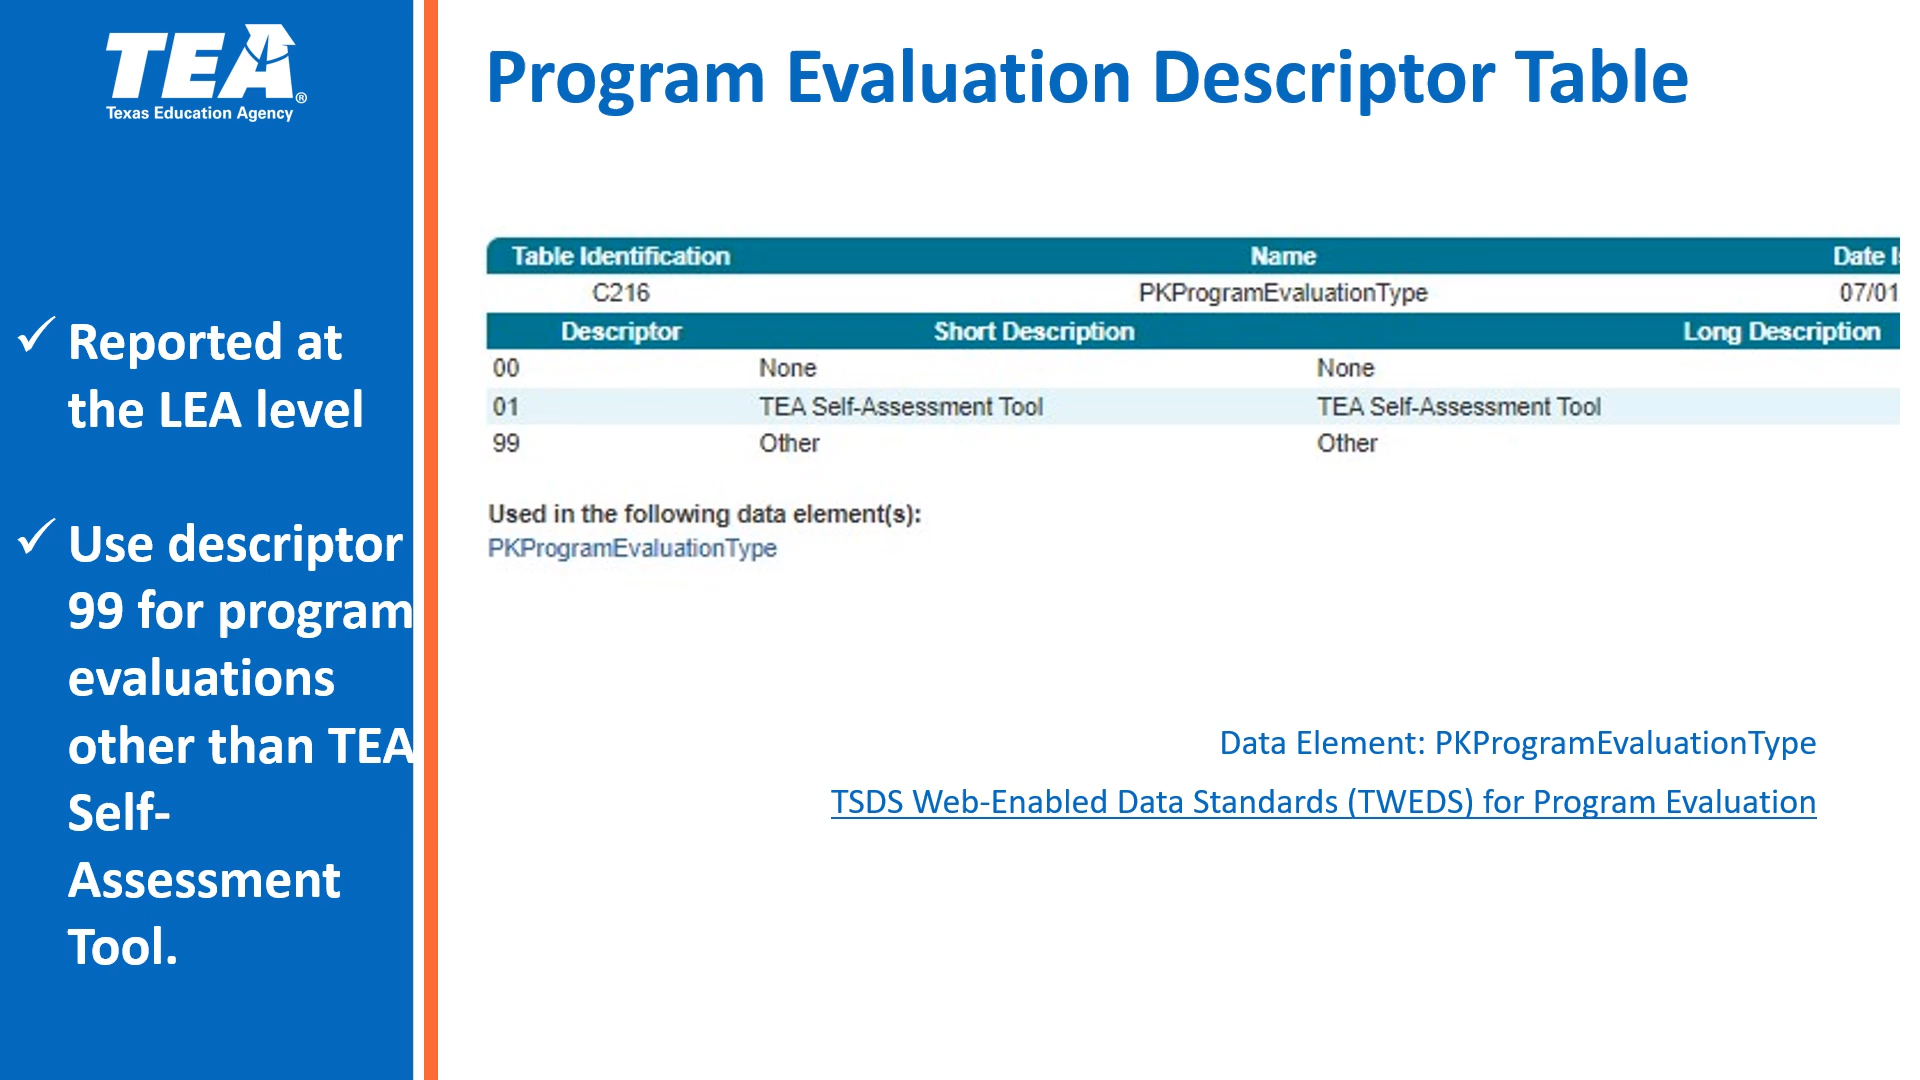 TEA®
Texas Education Agency
Program Evaluation Descriptor Table
Reported at
the LEA level
Use descriptor
99 for program
evaluations
other than TEA
Self-
Assessment
Tool.
Table Identification Name Date
C216 PKProgramEvaluationType 07/01
Descriptor Short Description Long Description
00 None None
01 TEA Self-Assessment Tool TEA Self-Assessment Tool
99 Other Other
Used in the following data element(s):
PKProgramEvaluationType
Data Element: PKProgramEvaluationType
TSDS Web-Enabled Data Standards (TWEDS) for Program Evaluation